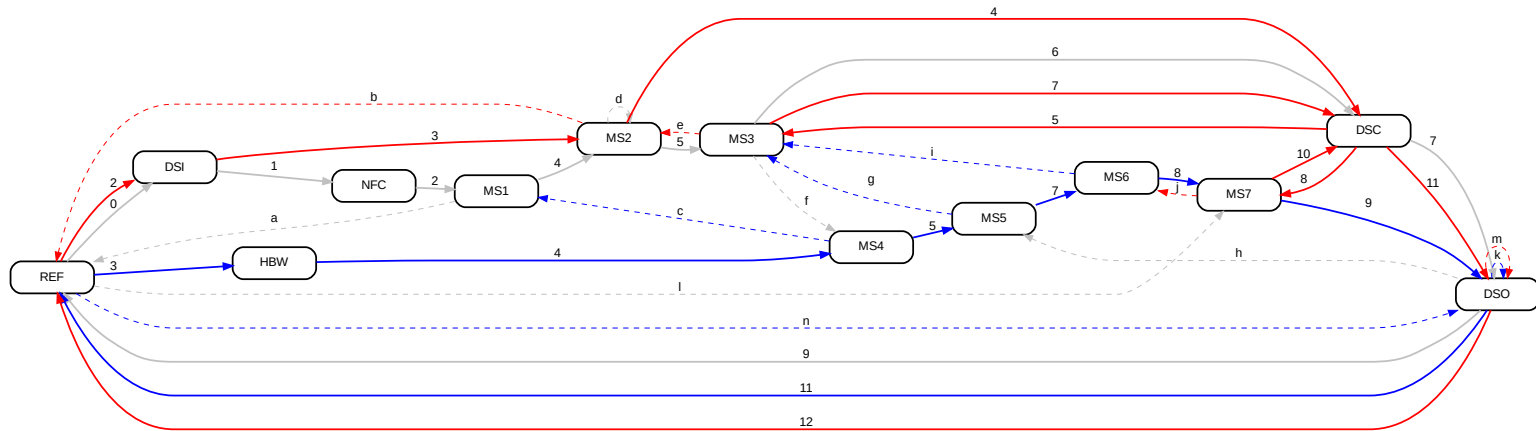 4
6
b
d
7
e
5
MS2
5
MS3
DSC
7
3
i
10
DSI
1
4
g
8
11
NFC
2
MS1
MS6
8
j
MS7
2
0
c
f
7
9
a
MS5
5
MS4
m
k
REF
3
HBW
4
h
l
DSO
n
9
11
12